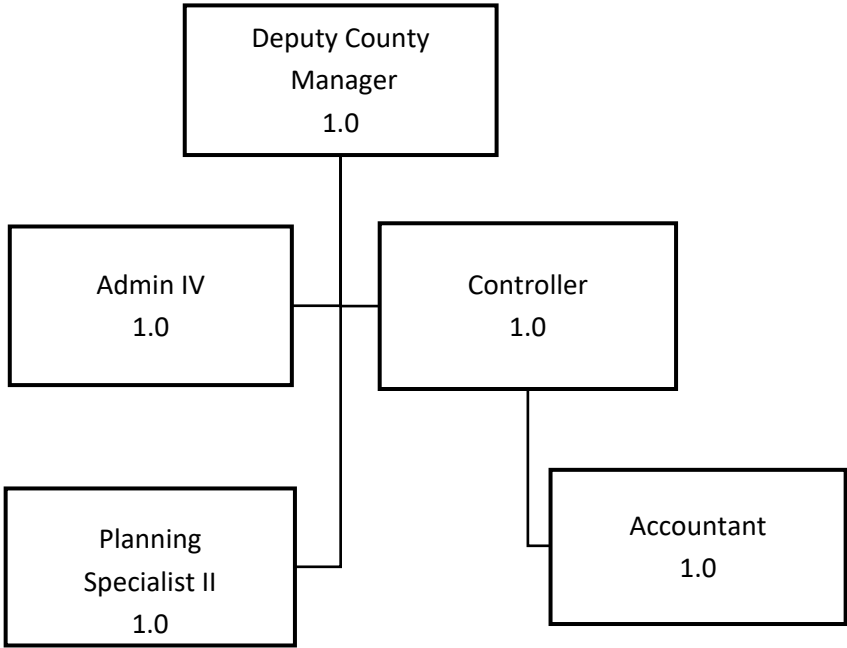 Deputy County
Manager
1.0
Admin IV
1.0
Controller
1.0
Planning
Specialist II
1.0
Accountant
1.0